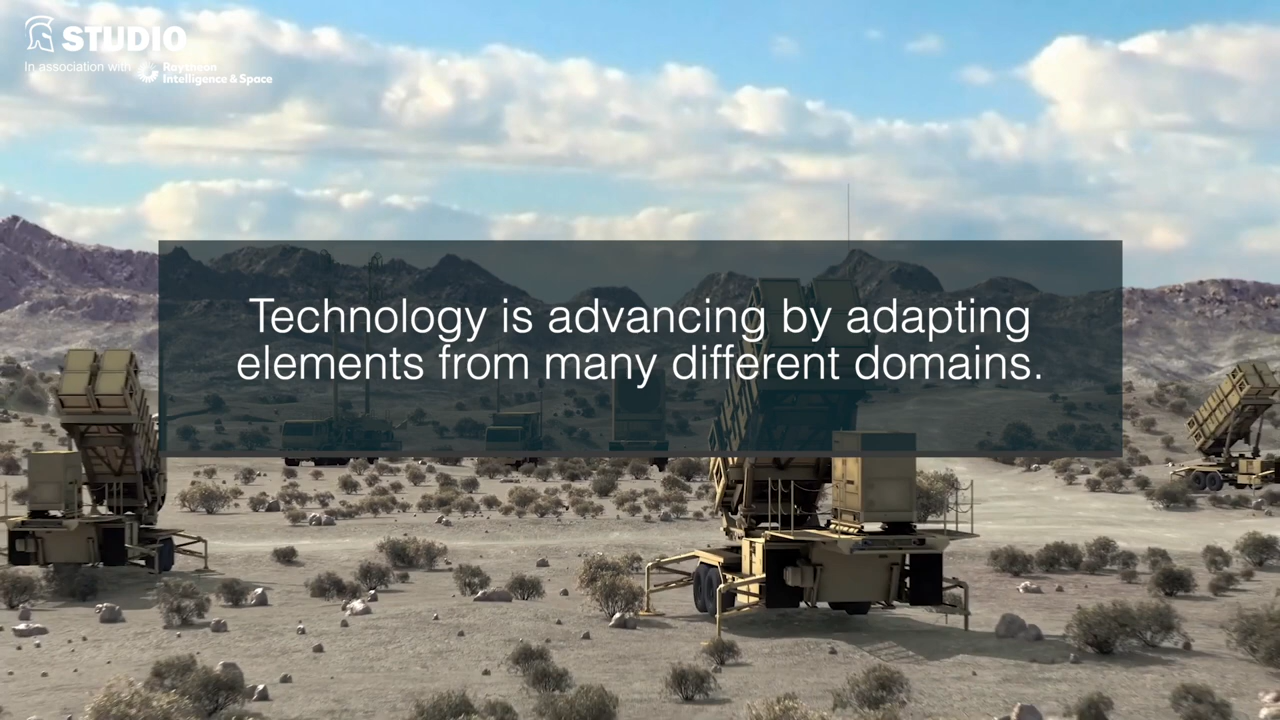 STUDIO
In association with
Raytheon
Intelligence & Space
Technology is advancing by adapting
elements from many different domains.